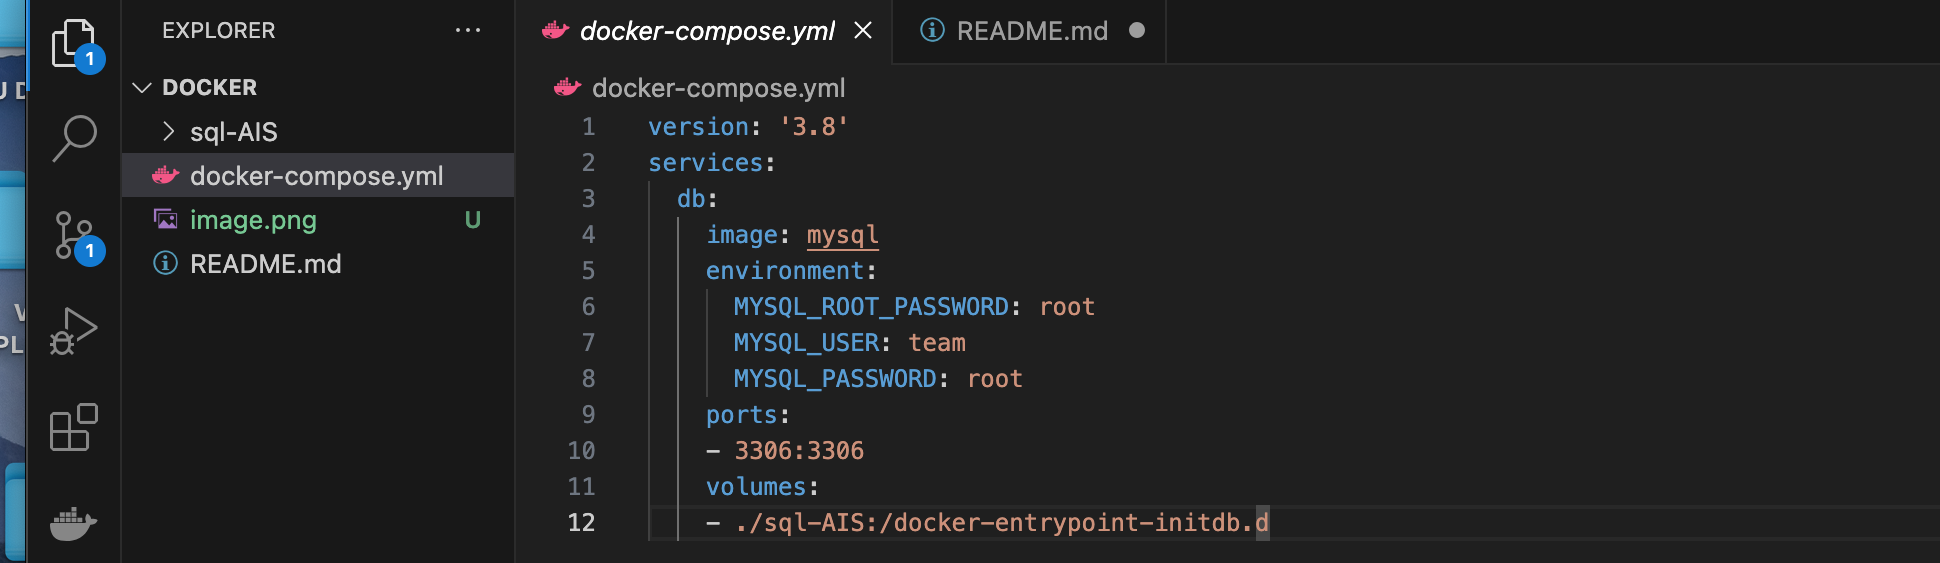 U D
V
PL
1
1
EXPLORER ...
DOCKER
sql-AIS
docker-compose.yml
image.png U
README.md
docker-compose.yml README.md
docker-compose.yml
1 version: '3.8'
2 services:
3 db:
4 image: mysql
5 environment:
6 MYSQL_ROOT_PASSWORD: root
7 MYSQL_USER: team
8 MYSQL_PASSWORD: root
9 ports:
10 - 3306:3306
11 volumes:
12 - ./sql-AIS:/docker-entrypoint-initdb.d